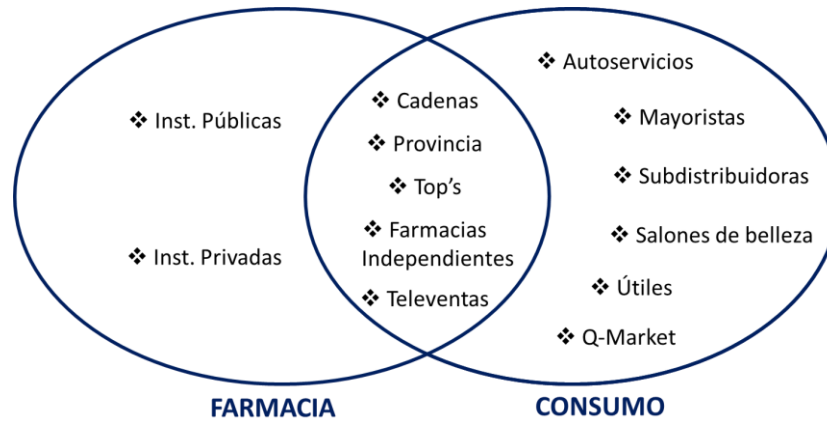 ❖ Inst. Públicas
❖ Inst. Privadas
❖ Cadenas
❖ Provincia
❖ Top's
❖ Farmacias
Independientes
❖ Televentas
❖ Autoservicios
❖ Mayoristas
❖ Subdistribuidoras
❖ Salones de belleza
❖ Útiles
❖ Q-Market
FARMACIA
CONSUMO